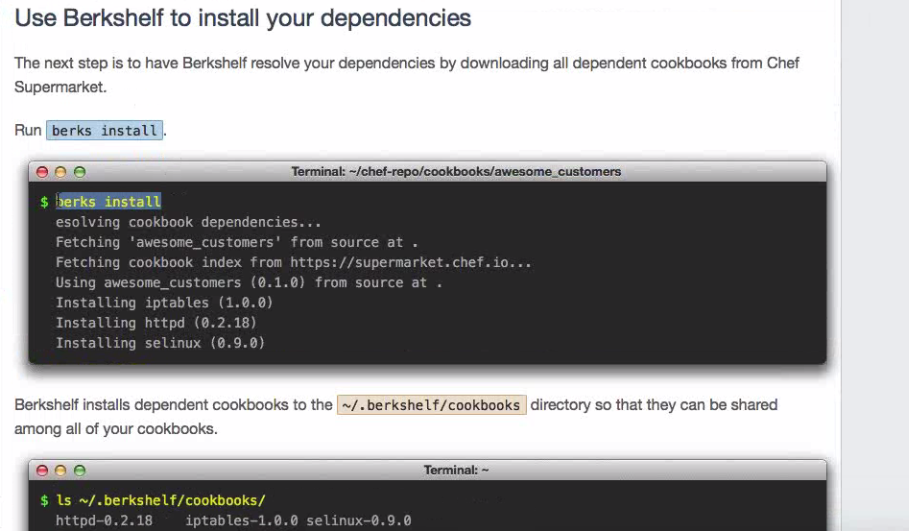 Use Berkshelf to install your dependencies
The next step is to have Berkshelf resolve your dependencies by downloading all dependent cookbooks from Chef
Supermarket.
Run berks install.
Terminal: ~/chef-repo/cookbooks/awesome_customers
$ berks install
esolving cookbook dependencies...
Fetching 'awesome_customers' from source at .
Fetching cookbook index from https://supermarket.chef.io...
Using awesome_customers (0.1.0) from source at .
Installing iptables (1.0.0)
Installing httpd (0.2.18)
Installing selinux (0.9.0)
Berkshelf installs dependent cookbooks to the ~/.berkshelf/cookbooks directory so that they can be shared
among all of your cookbooks.
Terminal: ~
$ ls ~/.berkshelf/cookbooks/
httpd-0.2.18 iptables-1.0.0 selinux-0.9.0